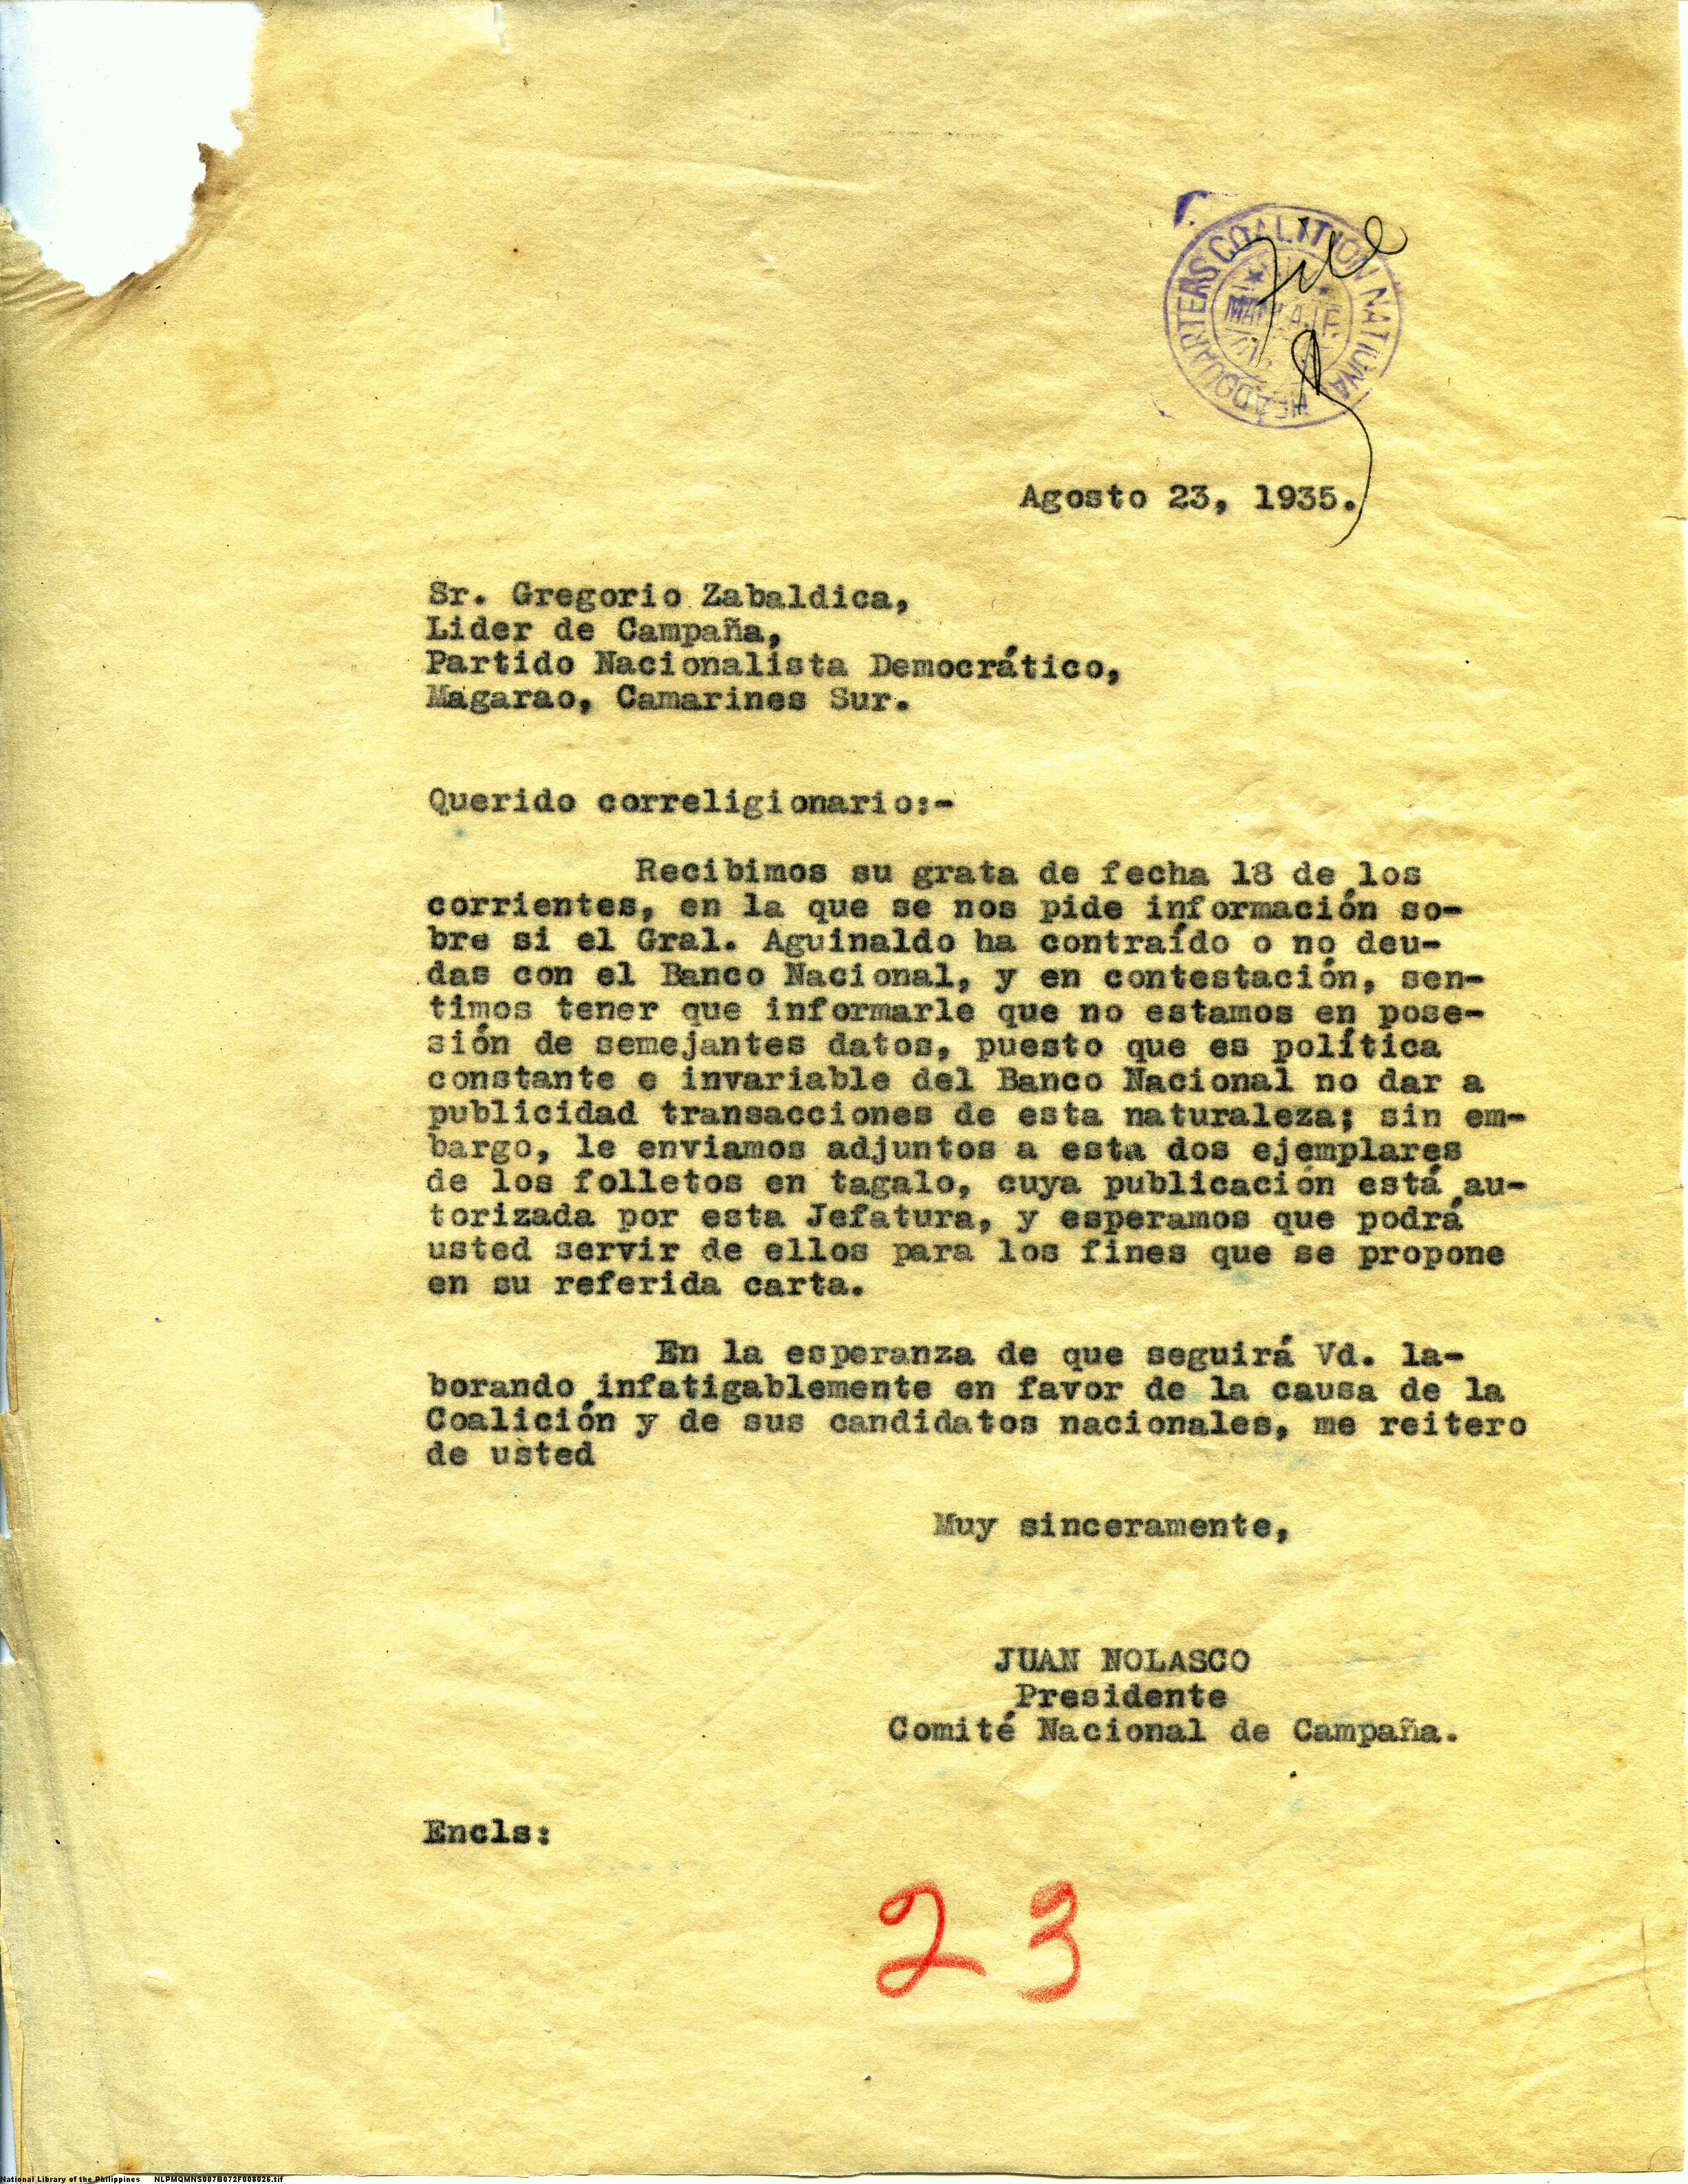 HEADQUARTERS COALITION NATIONA
File
Agosto 23, 1935.
Sr. Gregorio Zabaldica,
Lider de Campaña,
Partido Nacionalista Democrático,
Magarao, Camarines Sur.
Querido correligionario:-
Recibimos su grata de fecha 18 de los
corrientes, en la que se nos pide información so-
bre si el Gral. Aguinaldo ha contraído o no deu-
das con el Banco Nacional, y en contestación, sen-
timos tener que informarle que no estamos en pose-
sión de semejantes datos, puesto que es política
constante e invariable del Banco Nacional no dar a
publicidad transacciones de esta naturaleza; sin em-
bargo, le enviamos adjuntos a esta dos ejemplares
de los folletos en tagalo, cuya publicación está au-
torizada por esta Jefatura, y esperamos que podrá
usted servir de ellos para los fines que se propone
en su referida carta.
En la esperanza de que seguirá Vd. la-
borando infatigablemente en favor de la causa de la
Coalición y de sus candidatos nacionales, me reitero
de usted
Muy sinceramente,
JUAN NOLASCO
Presidente
Comité Nacional de Campaña.
Encls:
23
National Library of the Philippines NLPMQMNS007B072F008026.tif